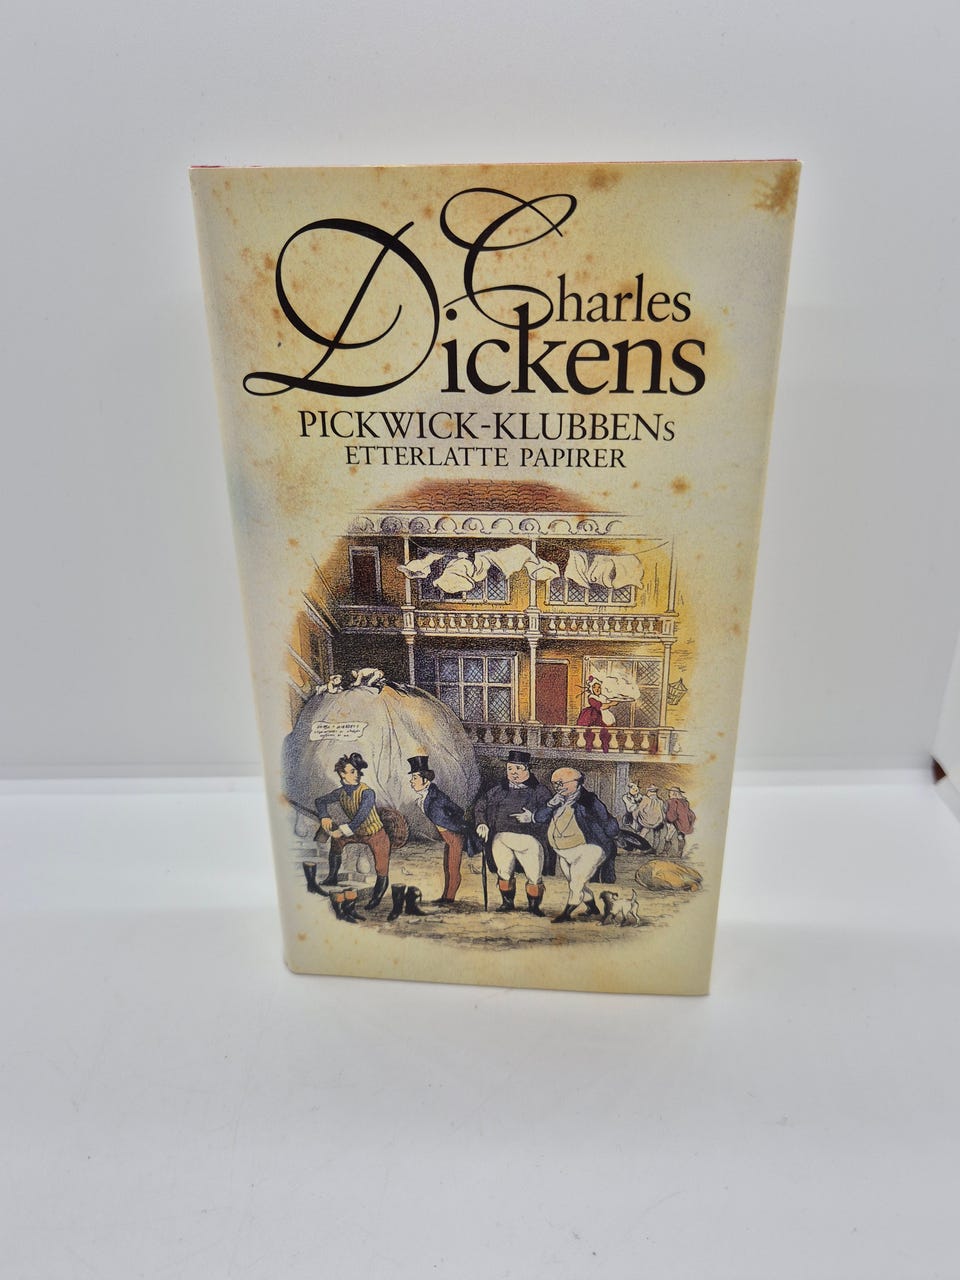 Charles
Dickens
PICKWICK-KLUBBENs
ETTERLATTE PAPIRER